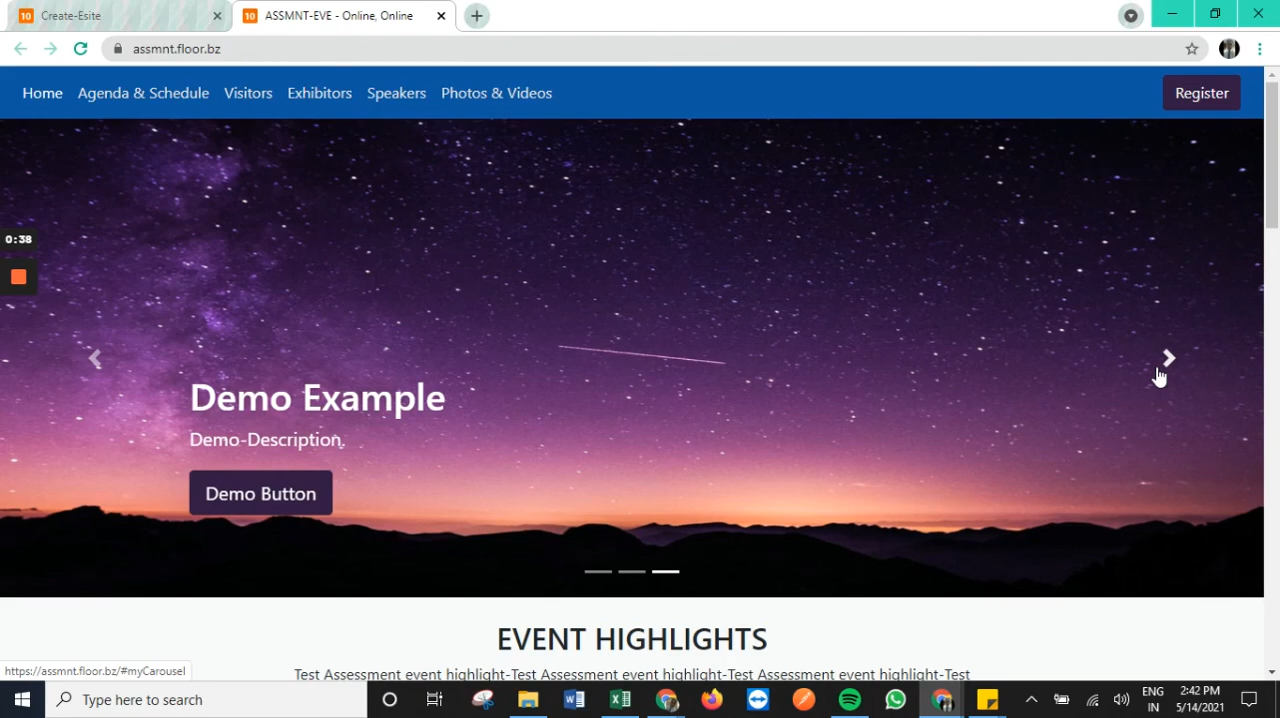 Create-Esite
ASSMNT-EVE - Online, Online
assmnt.floor.bz
Home Agenda & Schedule Visitors Exhibitors Speakers Photos & Videos Register
0:38
Demo Example
Demo-Description.
Demo Button
EVENT HIGHLIGHTS
Test Assessment event highlight-Test Assessment event highlight-Test Assessment event highlight-Test
https://assmnt.floor.bz/#myCarousel
Type here to search
ENG
IN
2:42 PM
5/14/2021